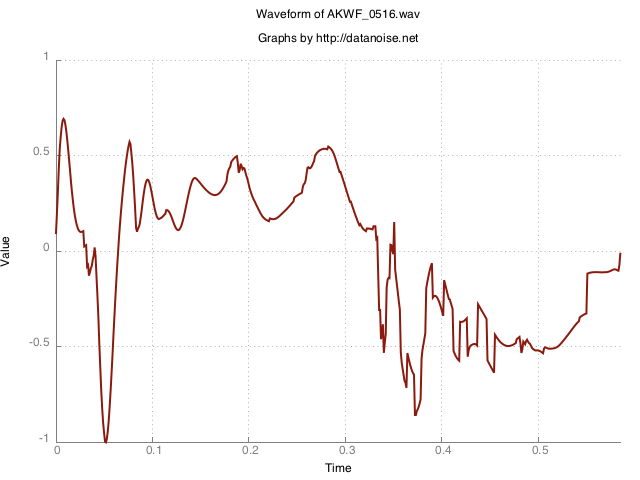 Waveform of AKWF_0516.wav
Graphs by http://datanoise.net
1
0.5
0
-0.5
-1
Value
0 0.1 0.2 0.3 0.4 0.5
Time